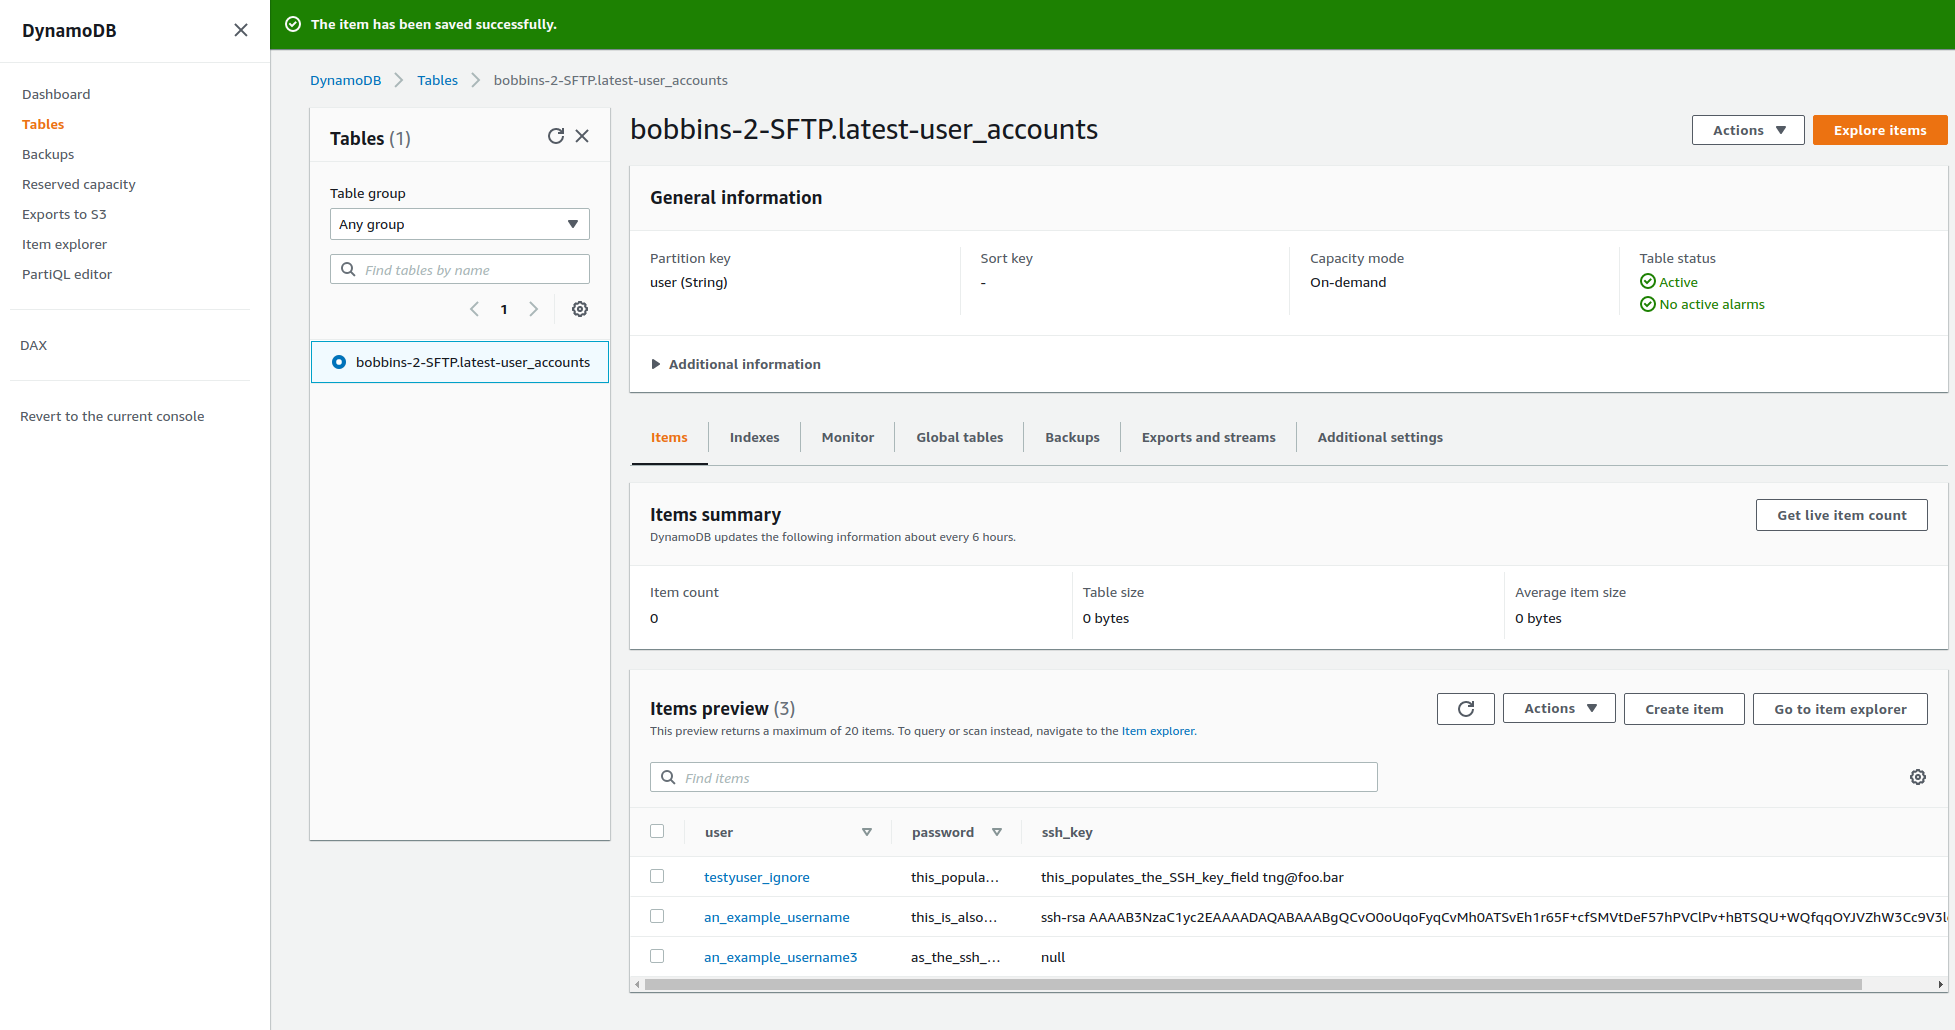 DynamoDB
The item has been saved successfully.
Dashboard
Tables
Backups
Reserved capacity
Exports to S3
Item explorer
PartiQL editor
DAX
Revert to the current console
DynamoDB > Tables > bobbins-2-SFTP.latest-user_accounts
Tables (1)
Table group
Any group
Find tables by name
1
bobbins-2-SFTP.latest-user_accounts
bobbins-2-SFTP.latest-user_accounts
Actions
Explore items
General information
Partition key
user (String)
Sort key
-
Capacity mode
On-demand
Table status
Active
No active alarms
Additional information
Items Indexes Monitor Global tables Backups Exports and streams Additional settings
Items summary
Get live item count
DynamoDB updates the following information about every 6 hours.
Item count
0
Table size
0 bytes
Average item size
0 bytes
Items preview (3)
Actions Create item Go to item explorer
This preview returns a maximum of 20 items. To query or scan instead, navigate to the Item explorer.
Find Items
user password ssh_key
testyuser_ignore this_popula... this_populates_the_SSH_key_field tng@foo.bar
an_example_username this_is_also... ssh-rsa AAAAB3NzaC1yc2EAAAADAQABAAABgQCvO0oUqoFyqCvMh0ATSvEh1r65F+cfSMVtDeF57hPVClPv+hBTSQU+WQfqqOYJVZhW3Cc9V3l
an_example_username3 as_the_ssh_... null